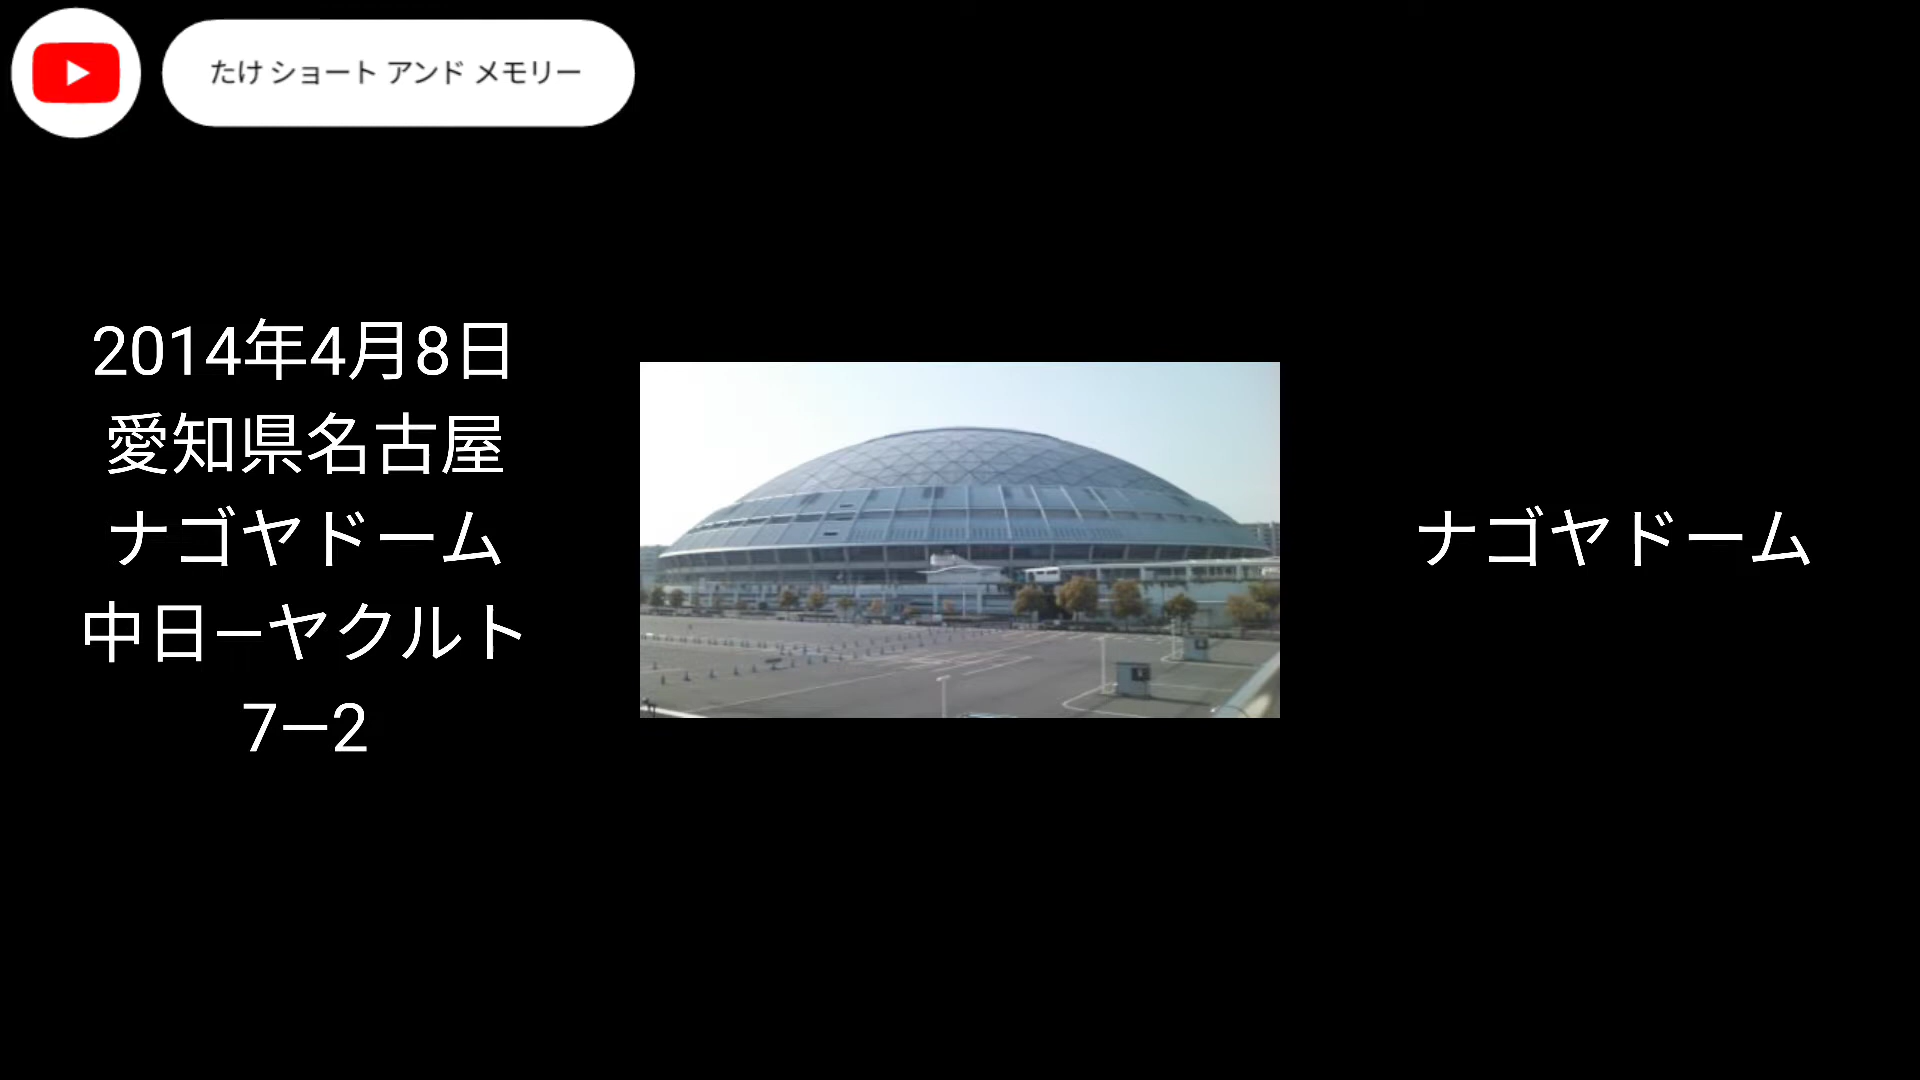 たけ ショート アンド メモリー
2014年4月8日
愛知県名古屋
ナゴヤドーム
中日ーヤクルト
7ー2
ナゴヤドーム